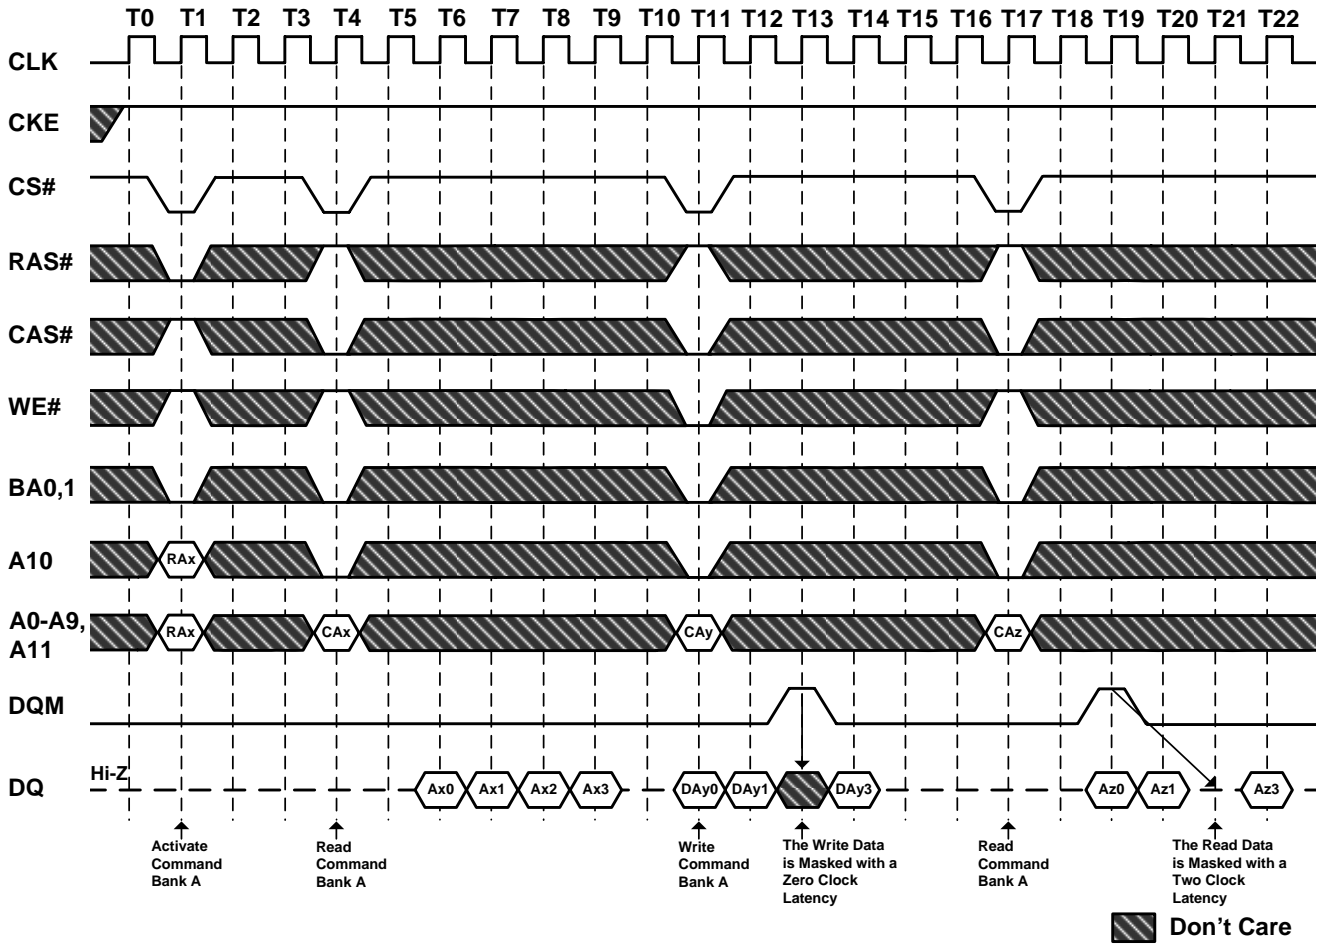 T0 T1 T2 T3 T4 T5 T6 T7 T8 T9 T10 T11 T12 T13 T14 T15 T16 T17 T18 T19 T20 T21 T22
CLK
CKE
CS#
RAS#
CAS#
WE#
BA0,1
A10 RAx
A0-A9,
A11
RAx CAx CAy CAz
DQM
Hi-Z
DQ Ax0 Ax1 Ax2 Ax3 DAy0 DAy1 DAy3 Az0 Az1 Az3
Activate
Command
Bank A
Read
Command
Bank A
Write
Command
Bank A
The Write Data
is Masked with a
Zero Clock
Latency
Read
Command
Bank A
The Read Data
is Masked with a
Two Clock
Latency
Don't Care